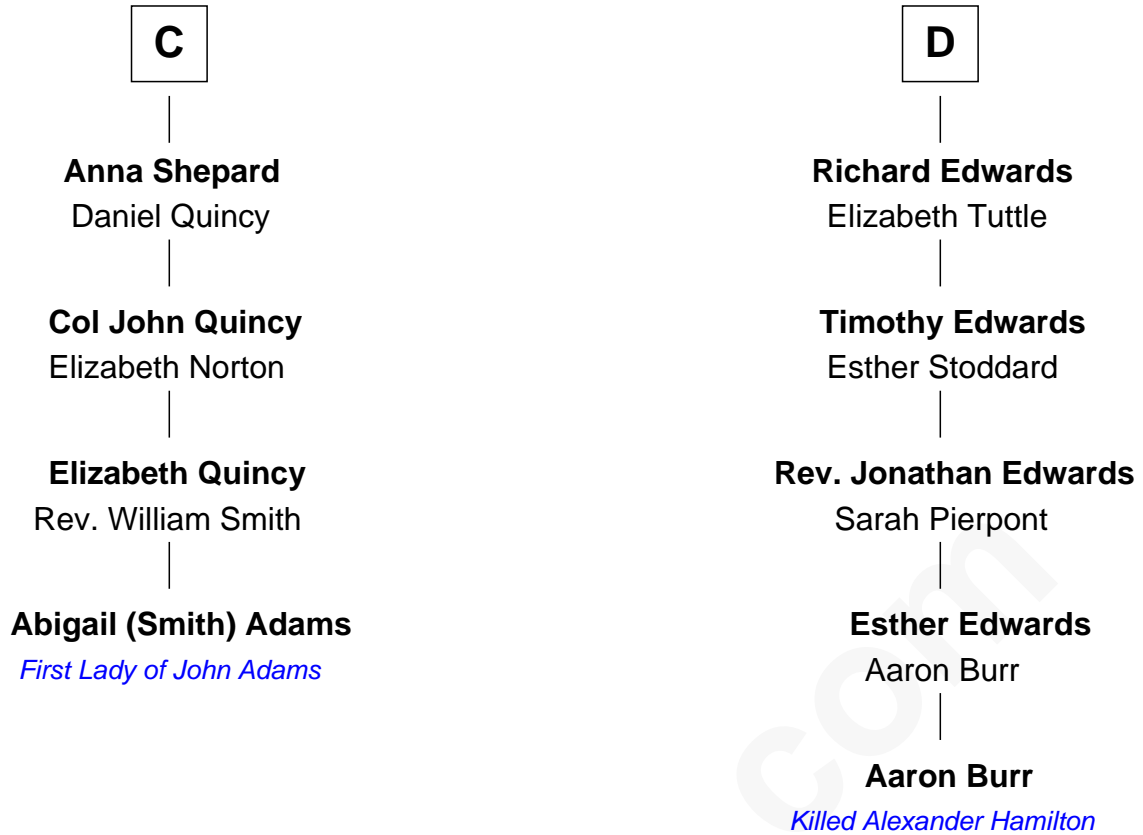 C
Anna Shepard
Daniel Quincy
Col John Quincy
Elizabeth Norton
Elizabeth Quincy
Rev. William Smith
Abigail (Smith) Adams
First Lady of John Adams
D
Richard Edwards
Elizabeth Tuttle
Timothy Edwards
Esther Stoddard
Rev. Jonathan Edwards
Sarah Pierpont
Esther Edwards
Aaron Burr
Aaron Burr
Killed Alexander Hamilton
com